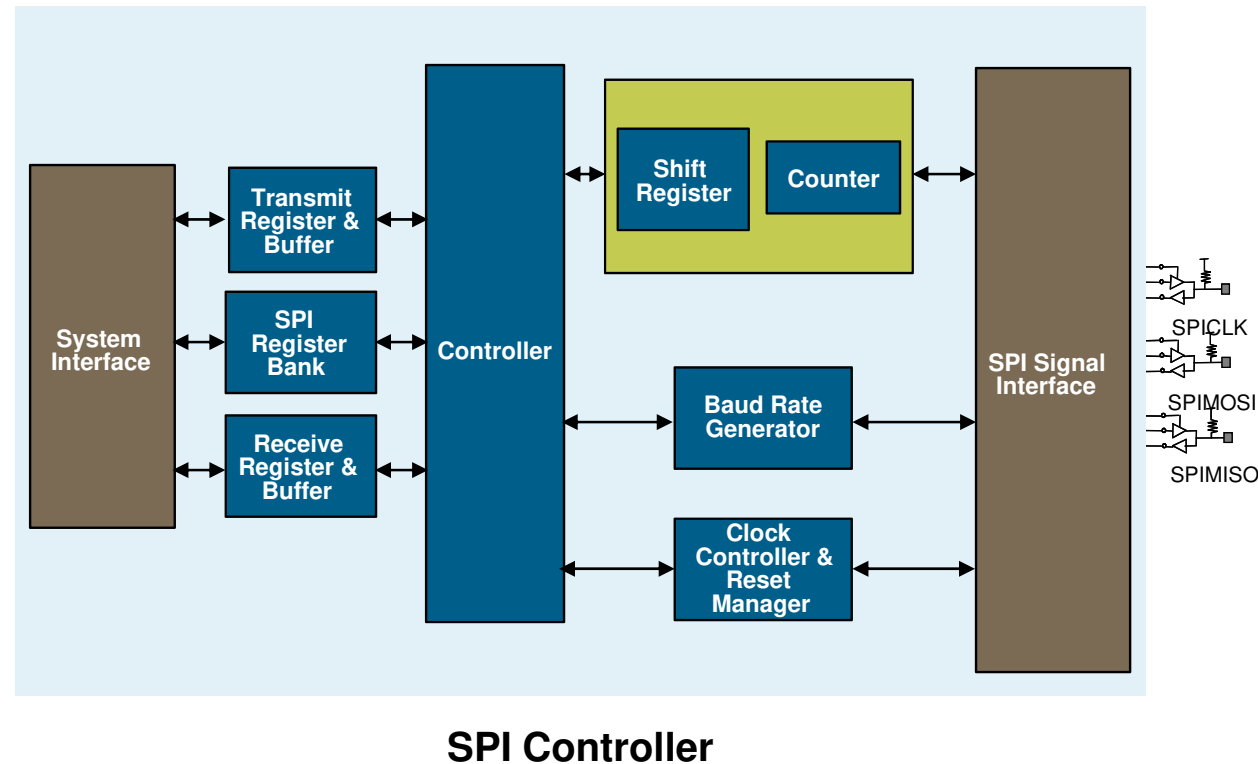 System
Interface
Transmit
Register &
Buffer
SPI
Register
Bank
Receive
Register &
Buffer
Controller
Shift
Register
Counter
Baud Rate
Generator
Clock
Controller &
Reset
Manager
SPI Signal
Interface
SPICLK
SPIMOSI
SPIMISO
SPI Controller